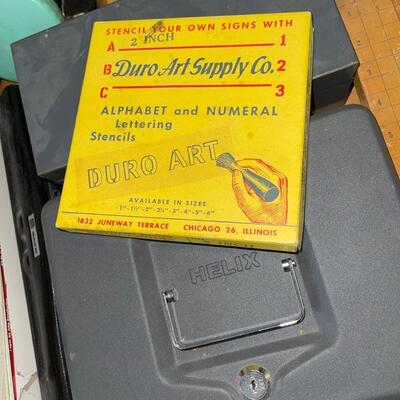 STENCIL YOUR OWN SIGNS WITH
2 INCH
A 1
B Duro Art Supply Co. 2
C 3
ALPHABET and NUMERAL
Lettering
Stencils
DURO ART
AVAILABLE IN SIZES
1"-1½"-2"-2½"-3"-4"-5"-6"
1832 JUNEWAY TERRACE CHICAGO 26, ILLINOIS
INCH
HELIX